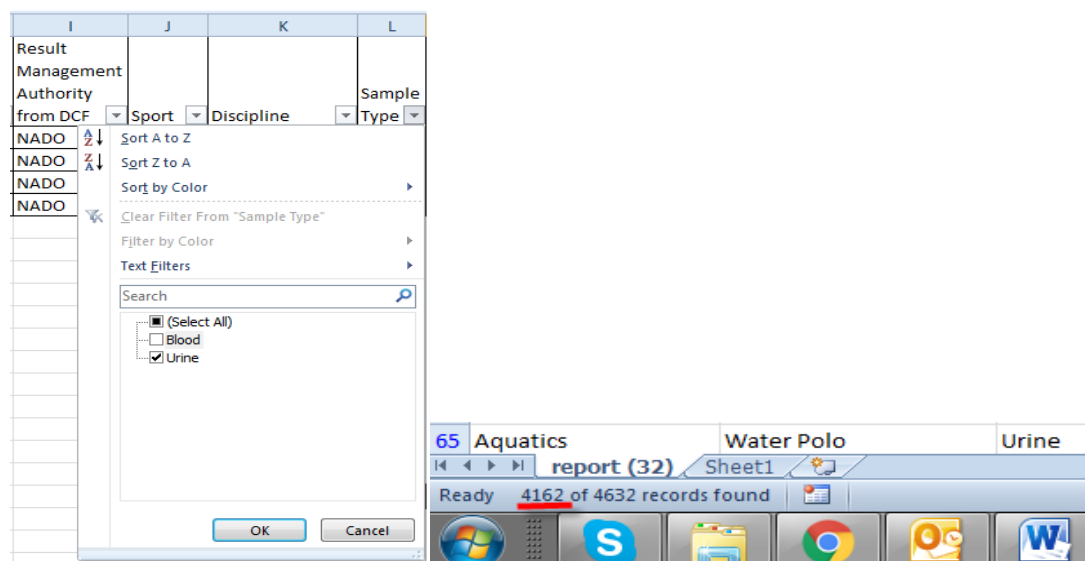 I J K L
Result
Management
Authority
from DCF Sport Discipline Sample
Type
NADO
NADO
NADO
NADO
A
Z Sort A to Z
Z
A Sort Z to A
Sort by Color
Clear Filter From "Sample Type"
Filter by Color
Text Filters
Search
(Select All)
Blood
Urine
OK Cancel
65 Aquatics Water Polo Urine
report (32) Sheet1
Ready 4162 of 4632 records found
S O W